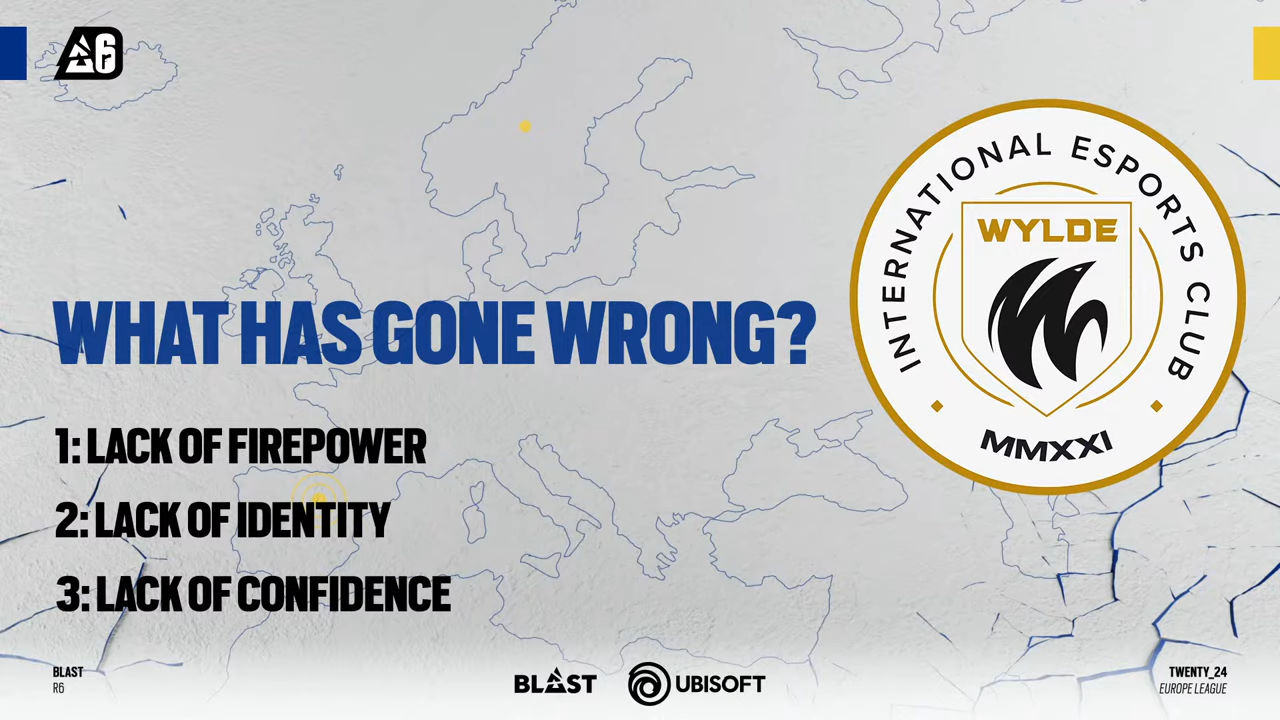 A6
INTERNATIONAL ESPORTS CLUB
WYLDE
MMXXI
WHAT HAS GONE WRONG?
1: LACK OF FIREPOWER
2: LACK OF IDENTITY
3: LACK OF CONFIDENCE
BLAST
R6
BLAST UBISOFT
TWENTY_24
EUROPE LEAGUE